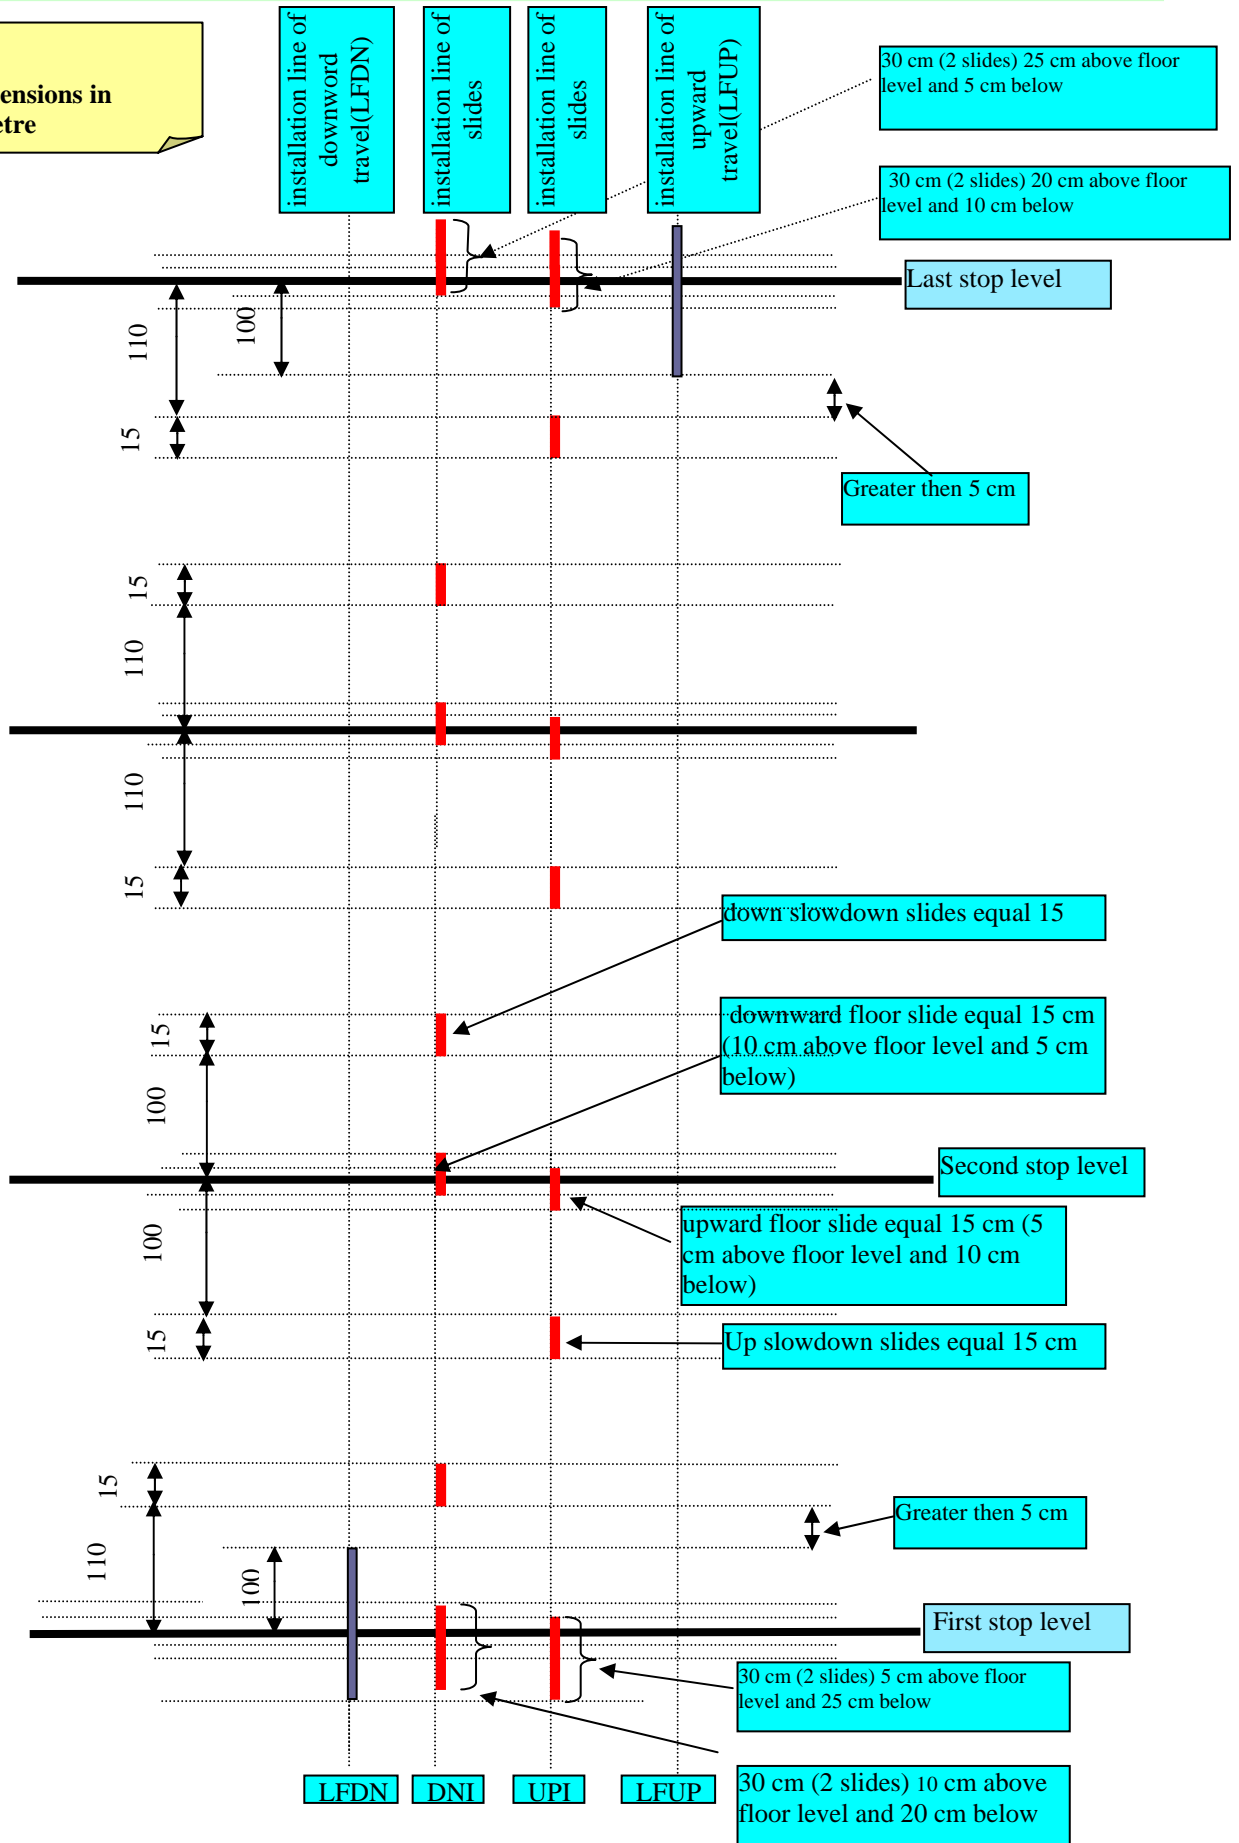 ensions in
etre
installation line of
downword
travel(LFDN)
installation line of
slides
installation line of
slides
installation line of
upward
travel(LFUP)
30 cm (2 slides) 25 cm above floor
level and 5 cm below
30 cm (2 slides) 20 cm above floor
level and 10 cm below
Last stop level
110
100
15
Greater then 5 cm
15
110
110
15
down slowdown slides equal 15
15
downward floor slide equal 15 cm
(10 cm above floor level and 5 cm
below)
100
Second stop level
100
upward floor slide equal 15 cm (5
cm above floor level and 10 cm
below)
15
Up slowdown slides equal 15 cm
15
Greater then 5 cm
110
100
First stop level
30 cm (2 slides) 5 cm above floor
level and 25 cm below
30 cm (2 slides) 10 cm above
floor level and 20 cm below
LFDN
DNI
UPI
LFUP